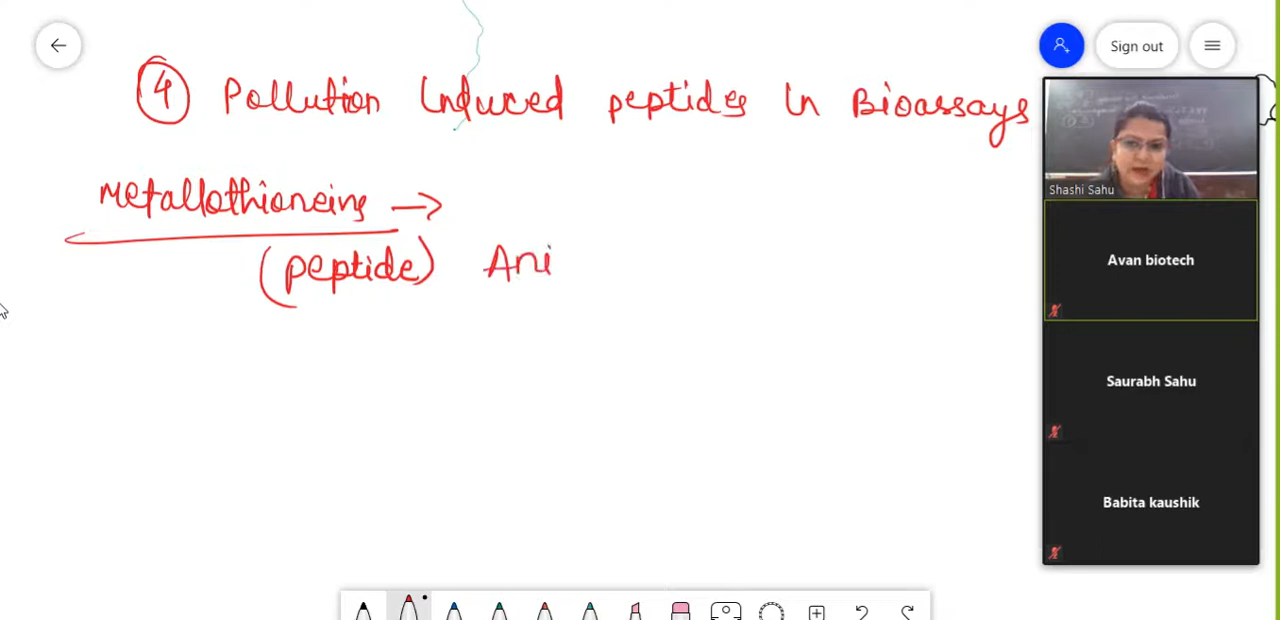 Sign out
④ Pollution Induced peptides in Bioassays
Shashi Sahu
Metallothioneins →
(peptide) Ani
Avan biotech
Saurabh Sahu
Babita kaushik